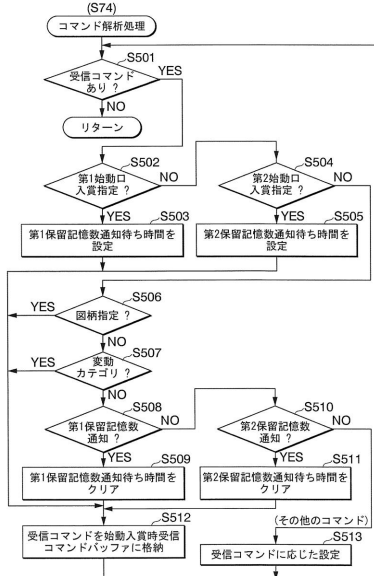 (S74)
コマンド解析処理
S501
受信コマンド
あり ?
YES
NO
リターン
S502
第1始動口
入賞指定 ?
NO
YES
S503
第1保留記憶数通知待ち時間を
設定
S504
第2始動口
入賞指定 ?
NO
YES
S505
第2保留記憶数通知待ち時間を
設定
S506
図柄指定 ?
YES
NO
S507
変動
カテゴリ ?
YES
NO
S508
第1保留記憶数
通知 ?
NO
YES
S509
第1保留記憶数通知待ち時間を
クリア
S510
第2保留記憶数
通知 ?
NO
YES
S511
第2保留記憶数通知待ち時間を
クリア
S512
受信コマンドを始動入賞時受信
コマンドバッファに格納
(その他のコマンド)
S513
受信コマンドに応じた設定